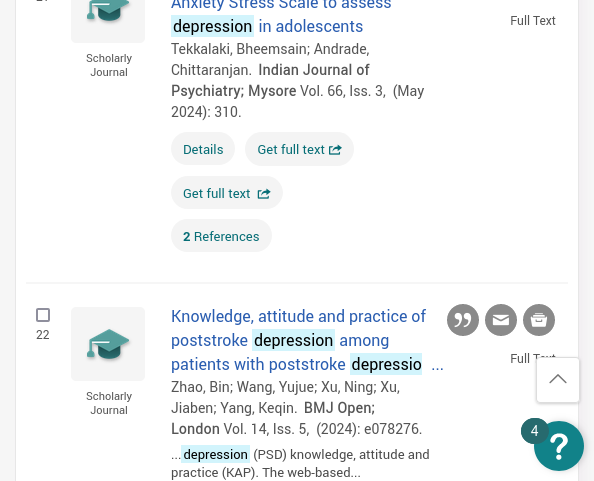 Anxiety Stress Scale to assess
depression in adolescents
Full Text
Scholarly
Journal
Tekkalaki, Bheemsain; Andrade,
Chittaranjan. Indian Journal of
Psychiatry; Mysore Vol. 66, Iss. 3, (May
2024): 310.
Details
Get full text
Get full text
2 References
22
Scholarly
Journal
Knowledge, attitude and practice of
poststroke depression among
patients with poststroke depressio ...
Full Text
Zhao, Bin; Wang, Yujue; Xu, Ning; Xu,
Jiaben; Yang, Keqin. BMJ Open;
London Vol. 14, Iss. 5, (2024): e078276.
...depression (PSD) knowledge, attitude and
practice (KAP). The web-based...
4
?